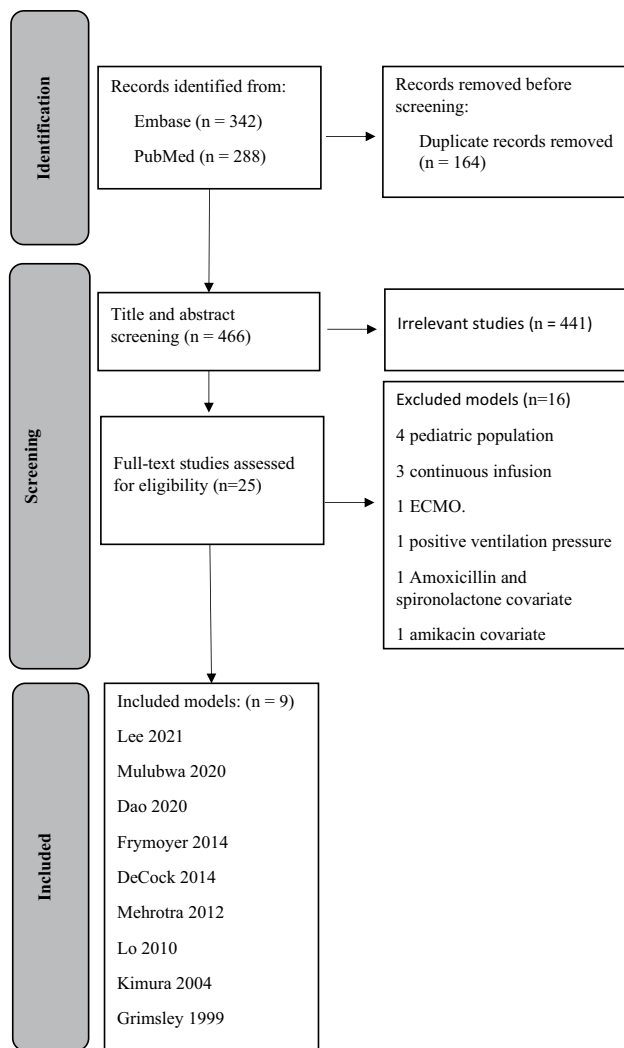 Identification
Records identified from:
Embase (n = 342)
PubMed (n = 288)
Records removed before
screening:
Duplicate records removed
(n = 164)
Screening
Title and abstract
screening (n = 466)
Irrelevant studies (n = 441)
Full-text studies assessed
for eligibility (n=25)
Excluded models (n=16)
4 pediatric population
3 continuous infusion
1 ECMO.
1 positive ventilation pressure
1 Amoxicillin and
spironolactone covariate
1 amikacin covariate
Included
Included models: (n = 9)
Lee 2021
Mulubwa 2020
Dao 2020
Frymoyer 2014
DeCock 2014
Mehrotra 2012
Lo 2010
Kimura 2004
Grimsley 1999